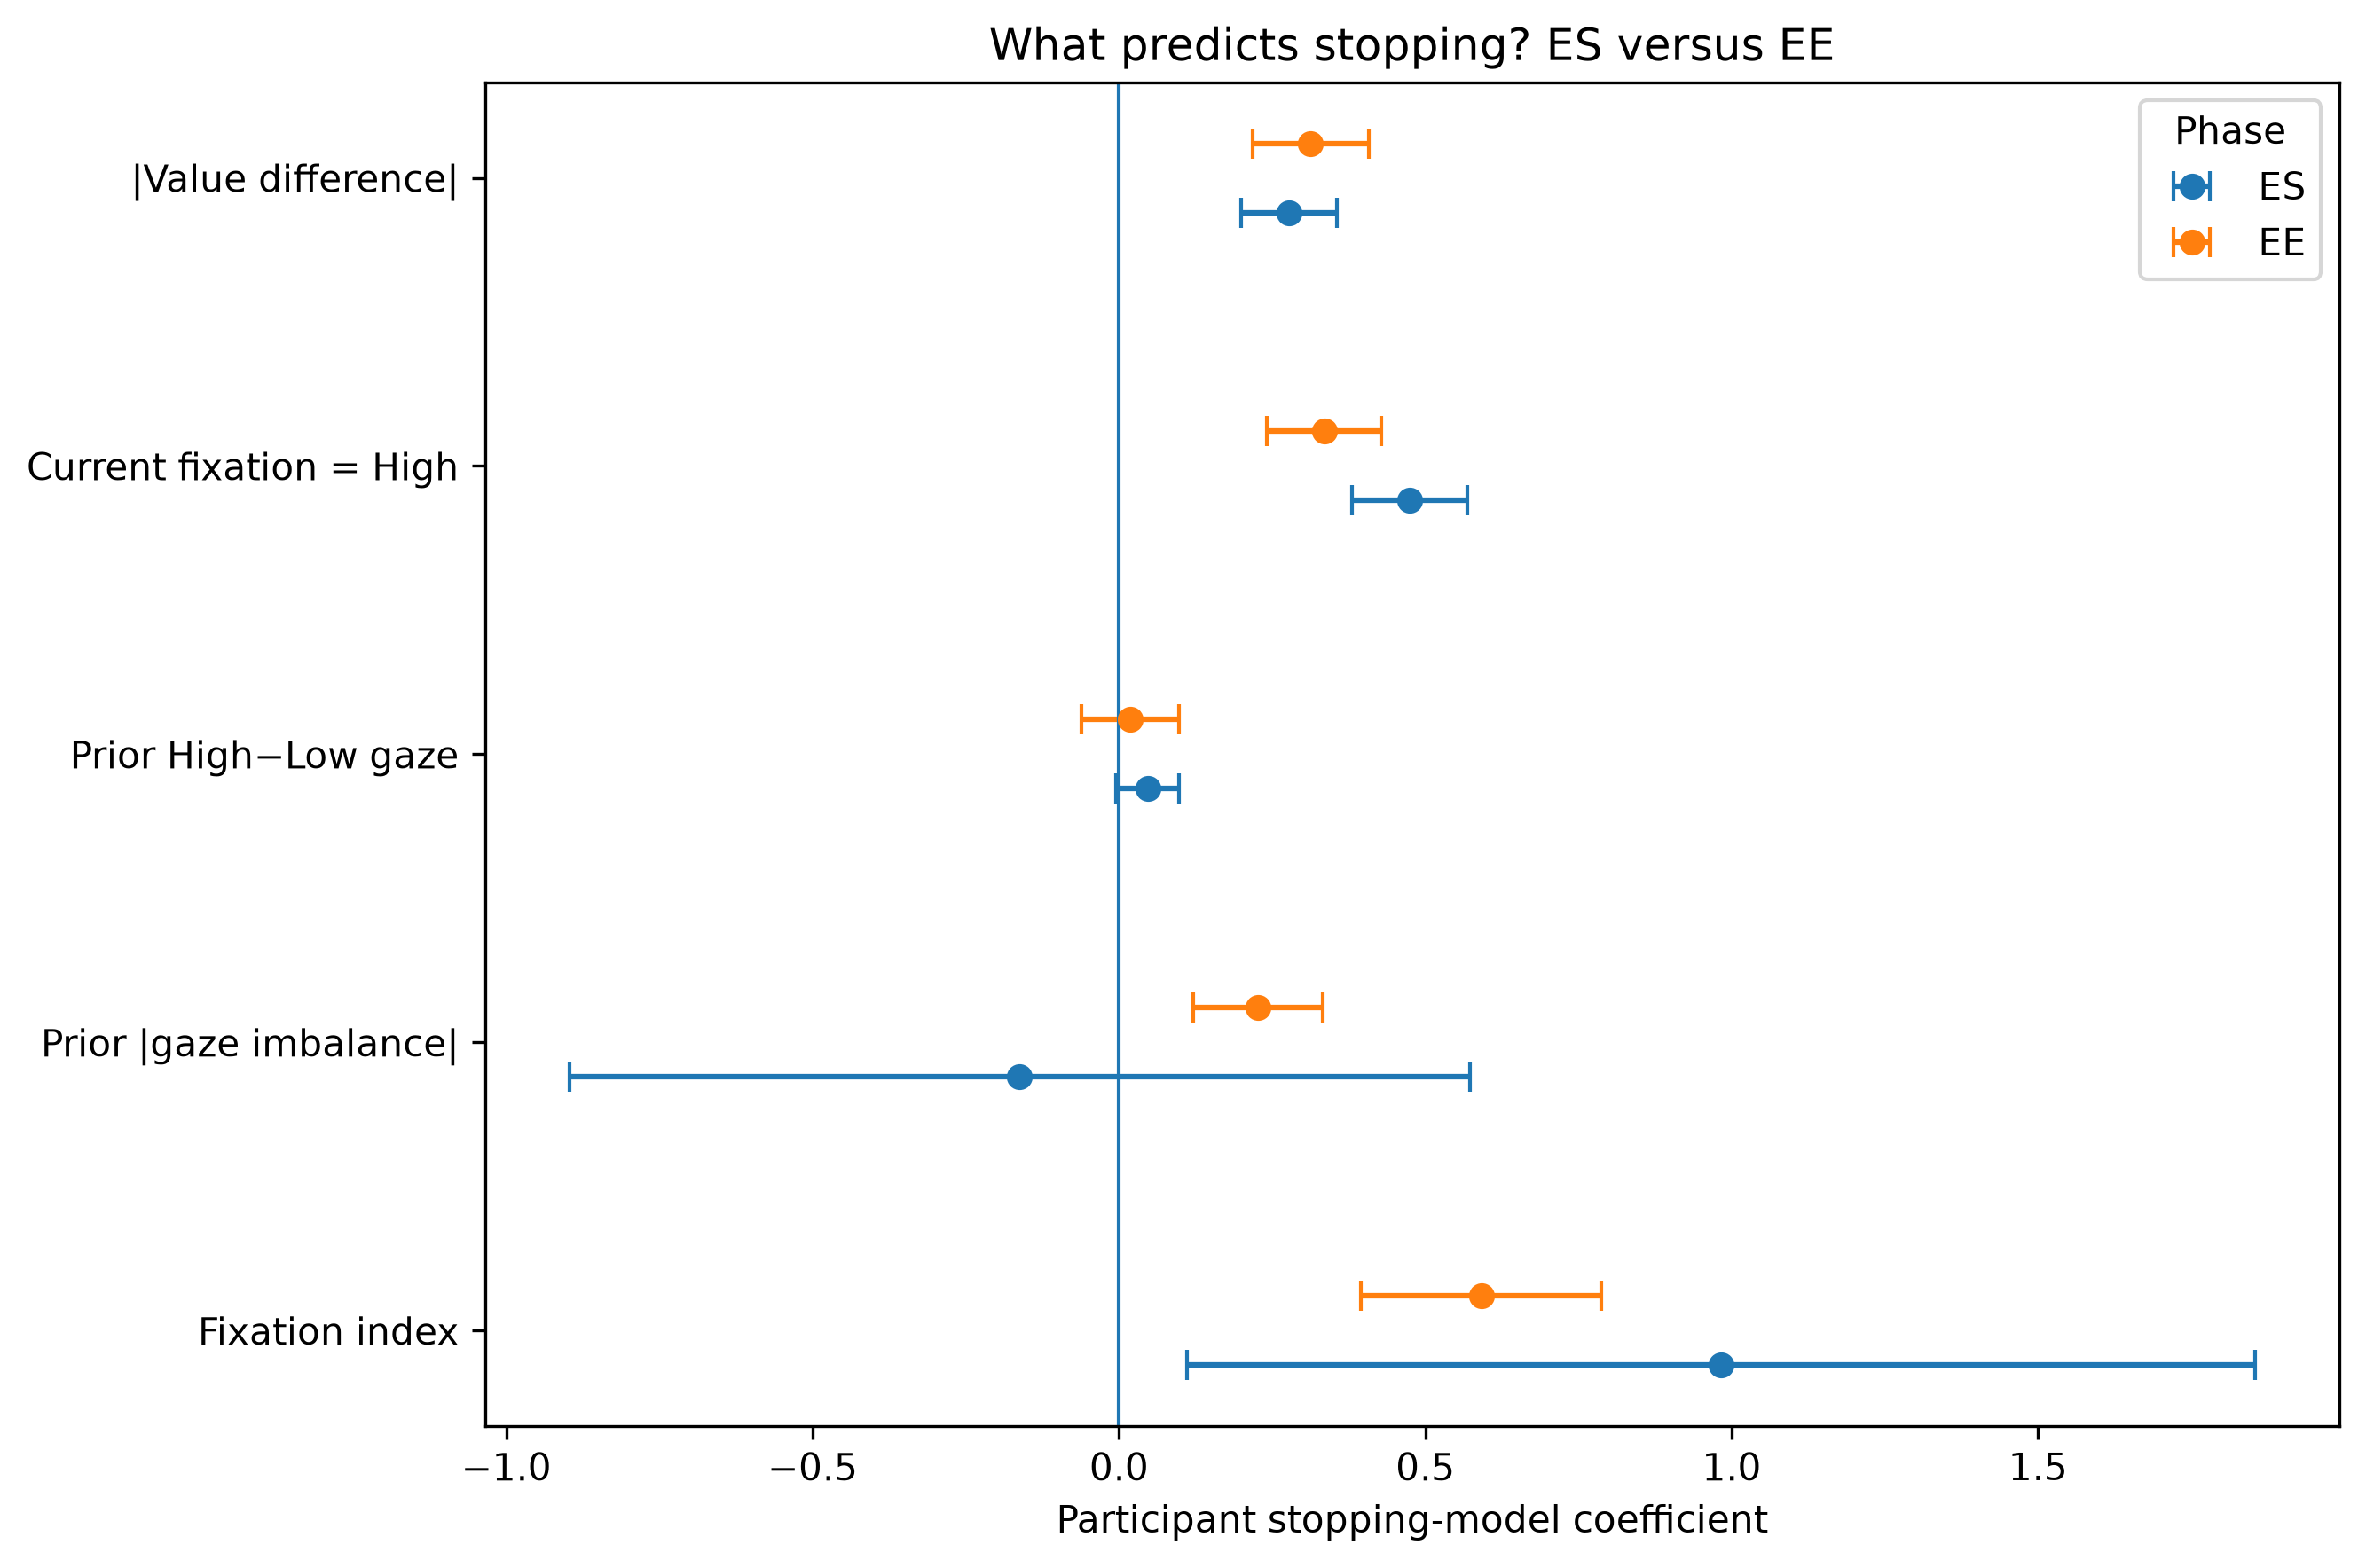 What predicts stopping? ES versus EE
Phase
ES
EE
|Value difference|
Current fixation = High
Prior High−Low gaze
Prior |gaze imbalance|
Fixation index
−1.0 −0.5 0.0 0.5 1.0 1.5
Participant stopping-model coefficient